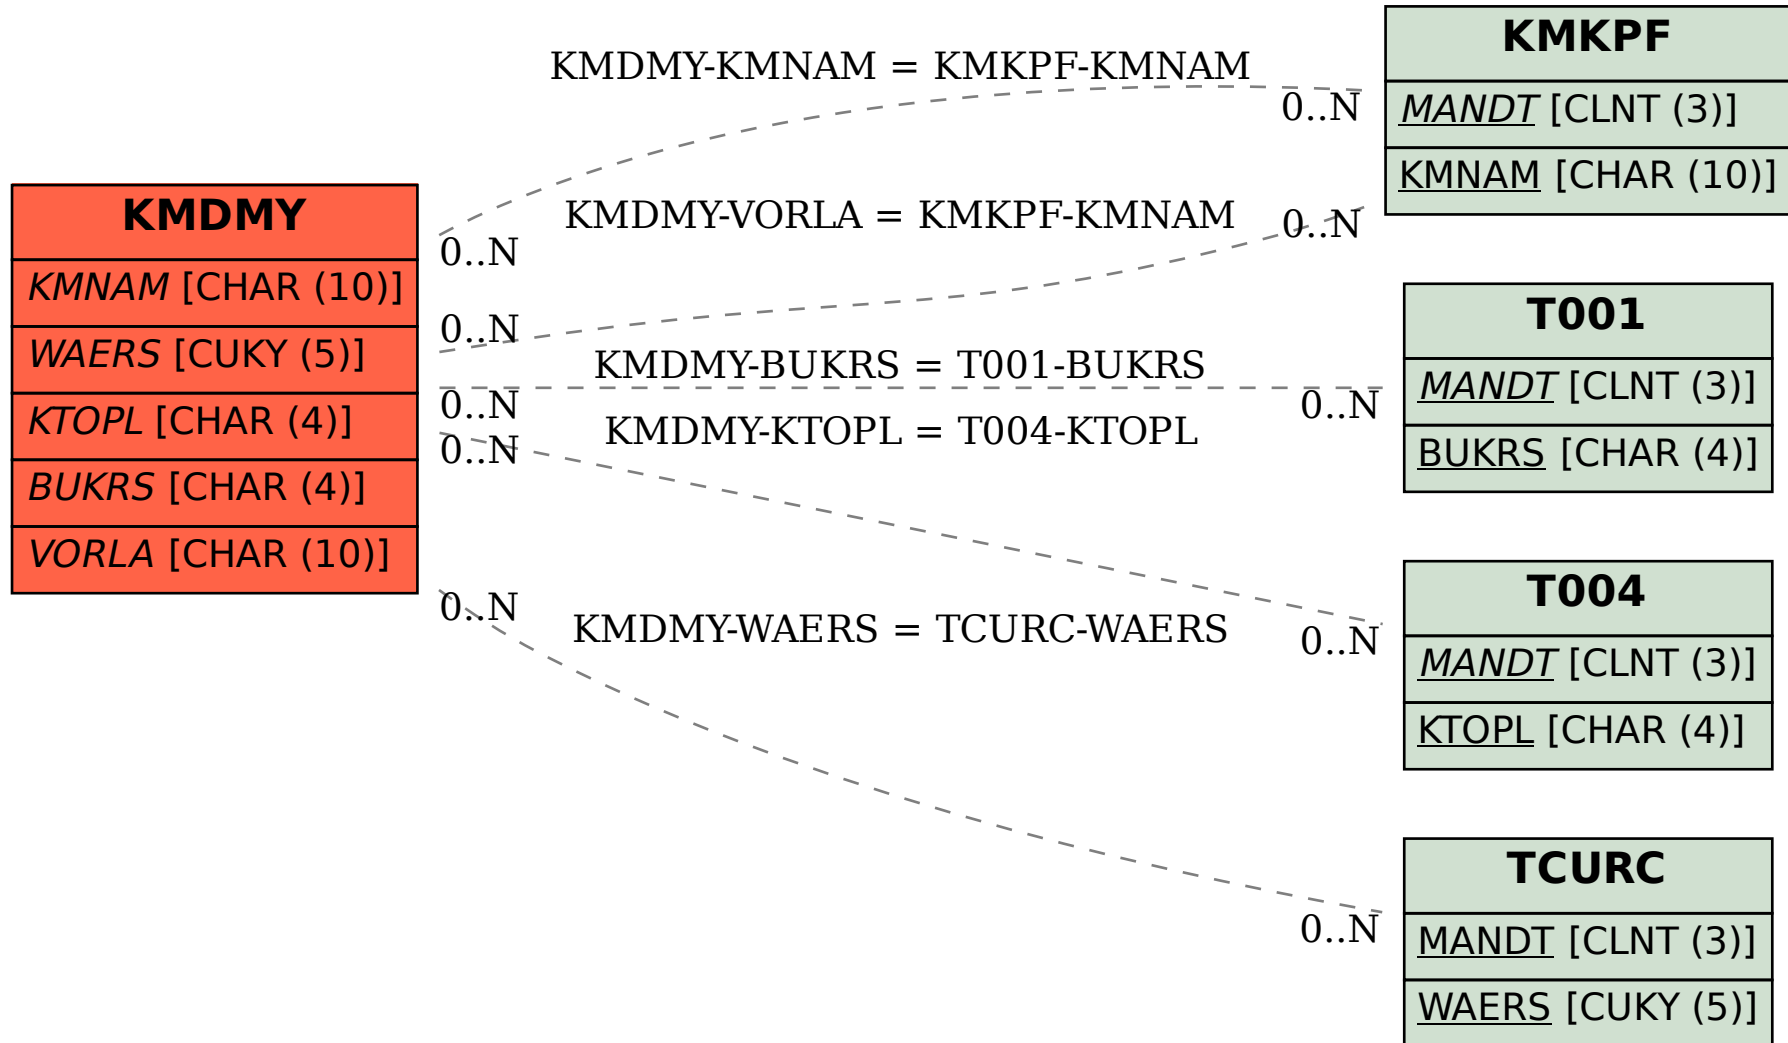 KMDMY
KMNAM [CHAR (10)]
WAERS [CUKY (5)]
KTOPL [CHAR (4)]
BUKRS [CHAR (4)]
VORLA [CHAR (10)]
KMDMY-KMNAM = KMKPF-KMNAM
0..N
0..N
KMDMY-VORLA = KMKPF-KMNAM
0..N
0..N
KMDMY-BUKRS = T001-BUKRS
0..N
0..N
KMDMY-KTOPL = T004-KTOPL
0..N
0..N
KMDMY-WAERS = TCURC-WAERS
0..N
0..N
KMKPF
MANDT [CLNT (3)]
KMNAM [CHAR (10)]
T001
MANDT [CLNT (3)]
BUKRS [CHAR (4)]
T004
MANDT [CLNT (3)]
KTOPL [CHAR (4)]
TCURC
MANDT [CLNT (3)]
WAERS [CUKY (5)]